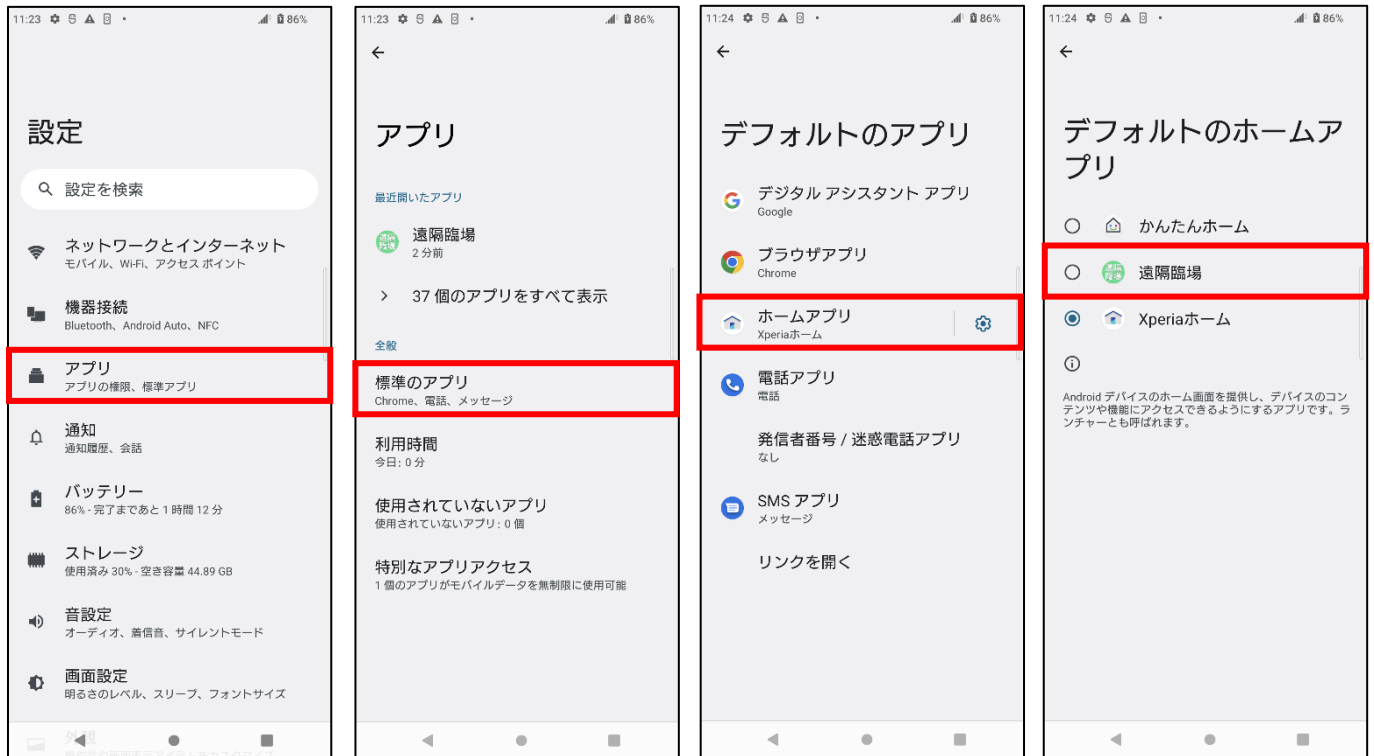 11:23
86%
設定
設定を検索
ネットワークとインターネット
モバイル、Wi-Fi、アクセス ポイント
機器接続
Bluetooth、Android Auto、NFC
アプリ
アプリの権限、標準アプリ
通知
通知履歴、会話
バッテリー
86% - 完了まであと 1 時間 12 分
ストレージ
使用済み 30% - 空き容量 44.89 GB
音設定
オーディオ、着信音、サイレントモード
画面設定
明るさのレベル、スリープ、フォントサイズ
外観
11:23
86%
アプリ
最近開いたアプリ
遠隔臨場
2 分前
37 個のアプリをすべて表示
全般
標準のアプリ
Chrome、電話、メッセージ
利用時間
今日: 0 分
使用されていないアプリ
使用されていないアプリ: 0 個
特別なアプリアクセス
1 個のアプリがモバイルデータを無制限に使用可能
11:24
86%
デフォルトのアプリ
デジタル アシスタント アプリ
Google
ブラウザアプリ
Chrome
ホームアプリ
Xperiaホーム
電話アプリ
電話
発信者番号 / 迷惑電話アプリ
なし
SMS アプリ
メッセージ
リンクを開く
11:24
86%
デフォルトのホームア
プリ
かんたんホーム
遠隔臨場
Xperiaホーム
Android デバイスのホーム画面を提供し、デバイスのコン
テンツや機能にアクセスできるようにするアプリです。ラ
ンチャーとも呼ばれます。